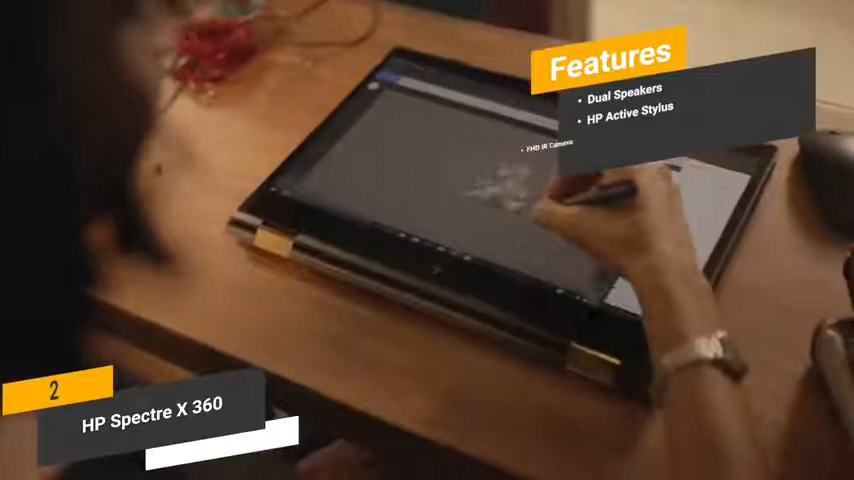 Features
• Dual Speakers
• HP Active Stylus
• FHD IR Camera
2
HP Spectre X 360